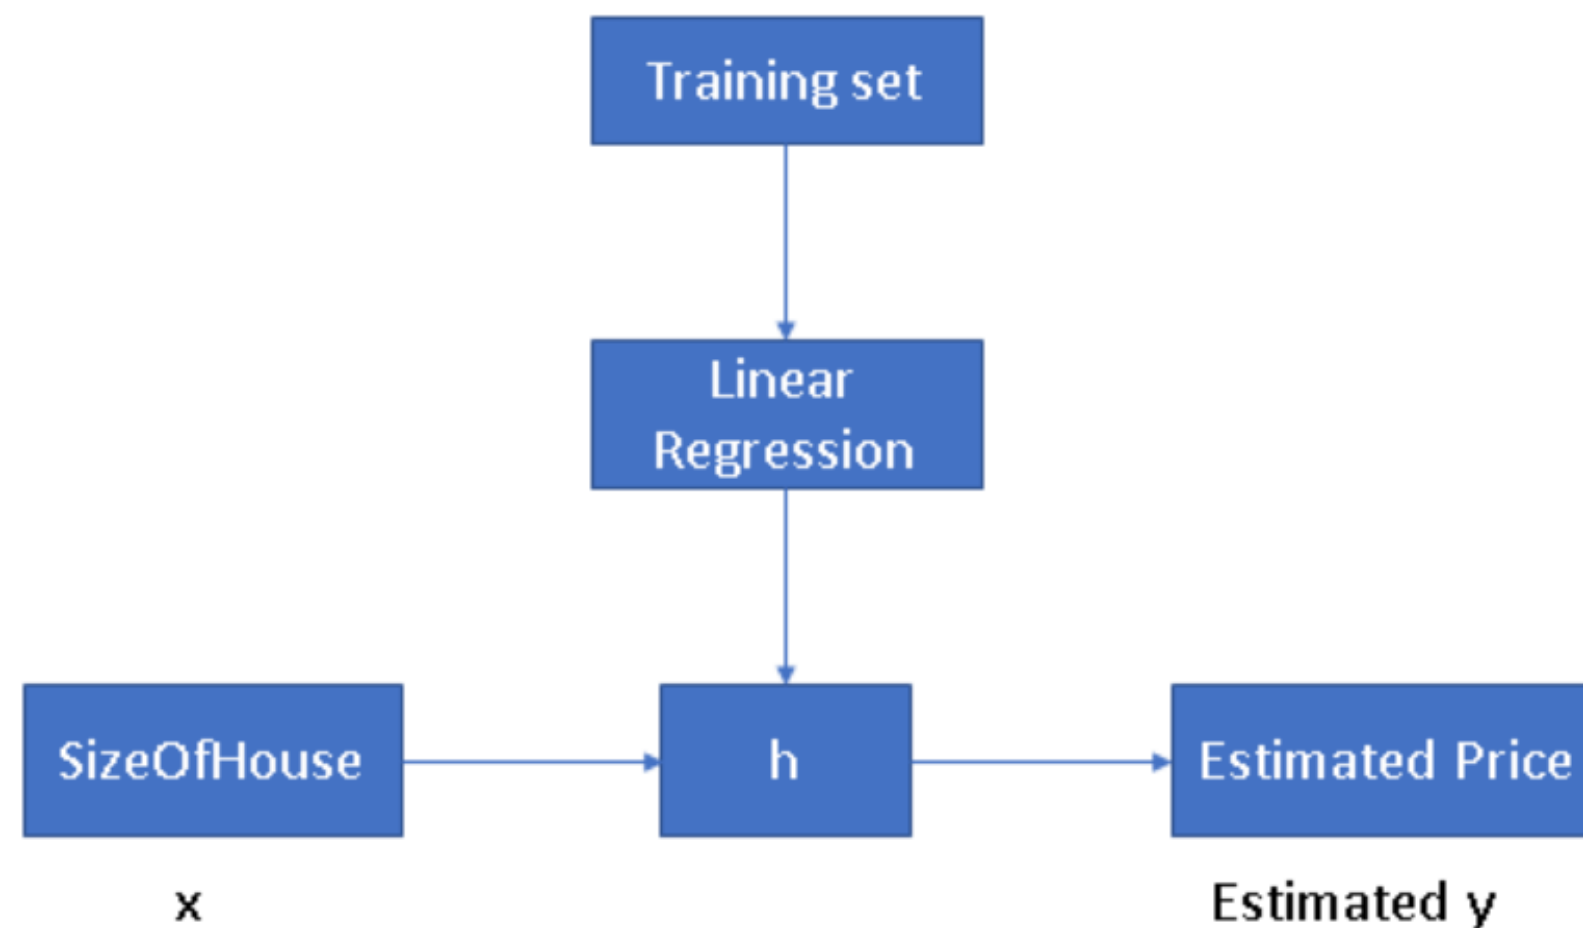 Training set
Linear
Regression
SizeOfHouse
h
Estimated Price
x
Estimated y